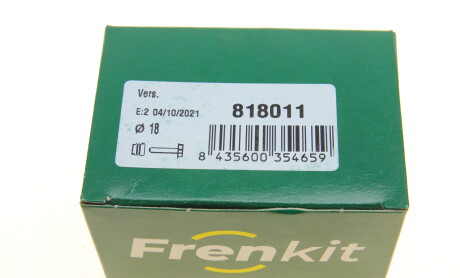 Vers.
E:2 04/10/2021
818011
Ø 18
8 435600 354659
Frenkit